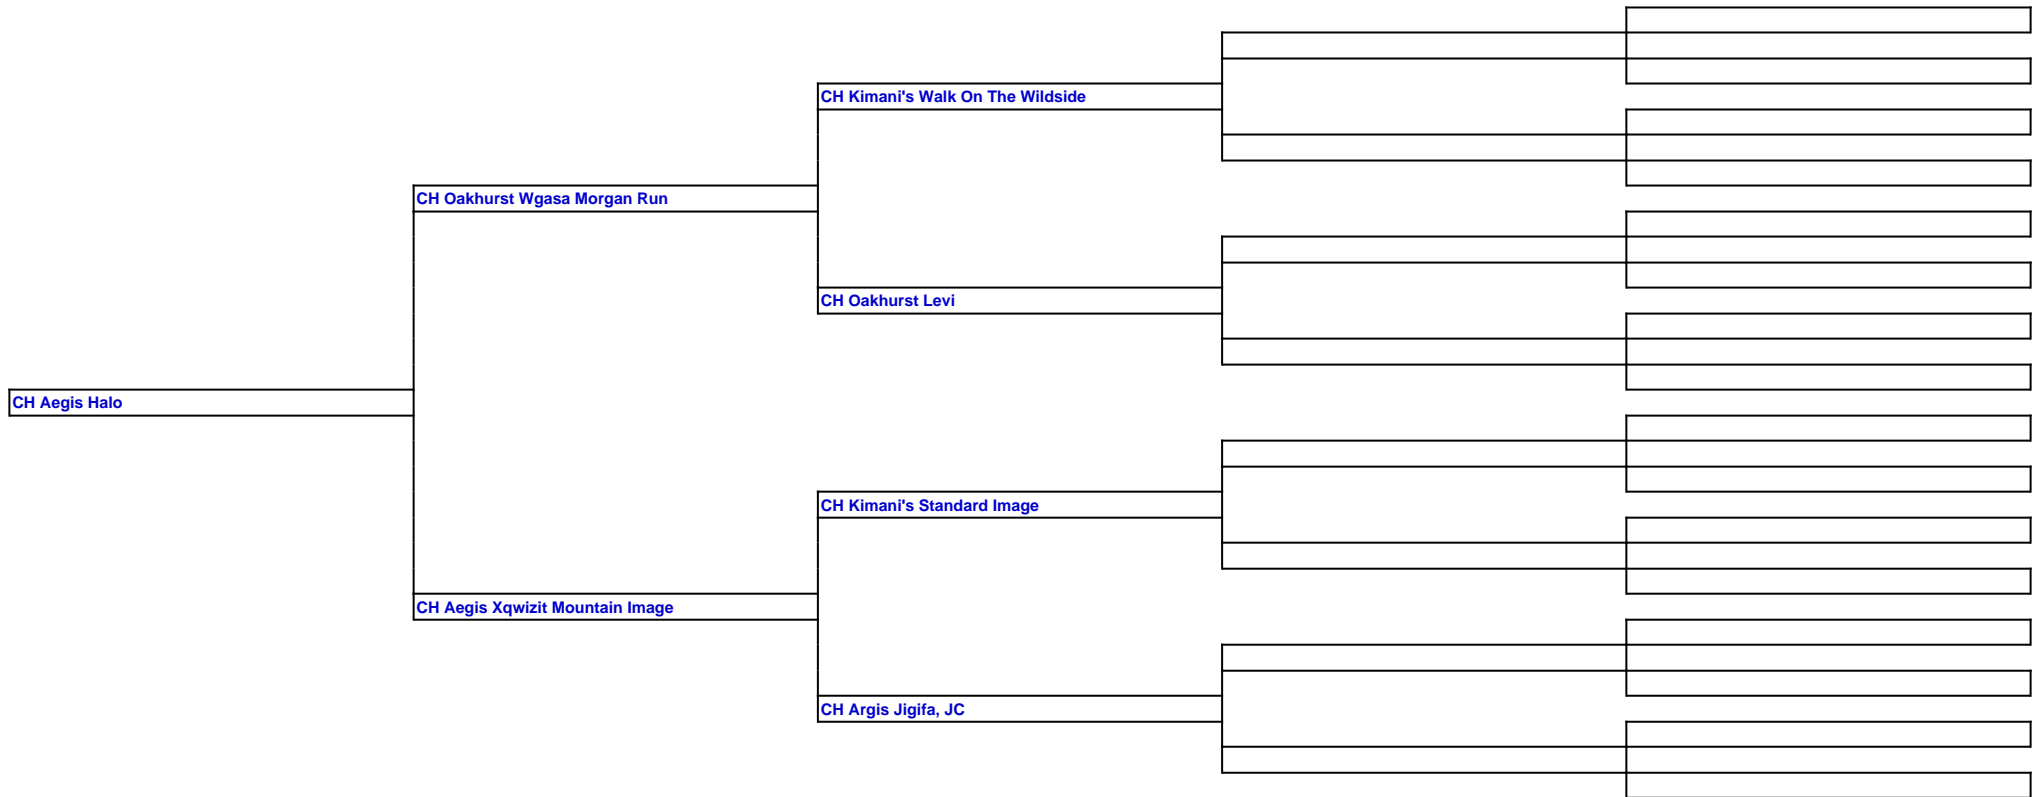 CH Kimani's Walk On The Wildside
CH Oakhurst Wgasa Morgan Run
CH Oakhurst Levi
CH Aegis Halo
CH Kimani's Standard Image
CH Aegis Xqwizit Mountain Image
CH Argis Jigifa, JC